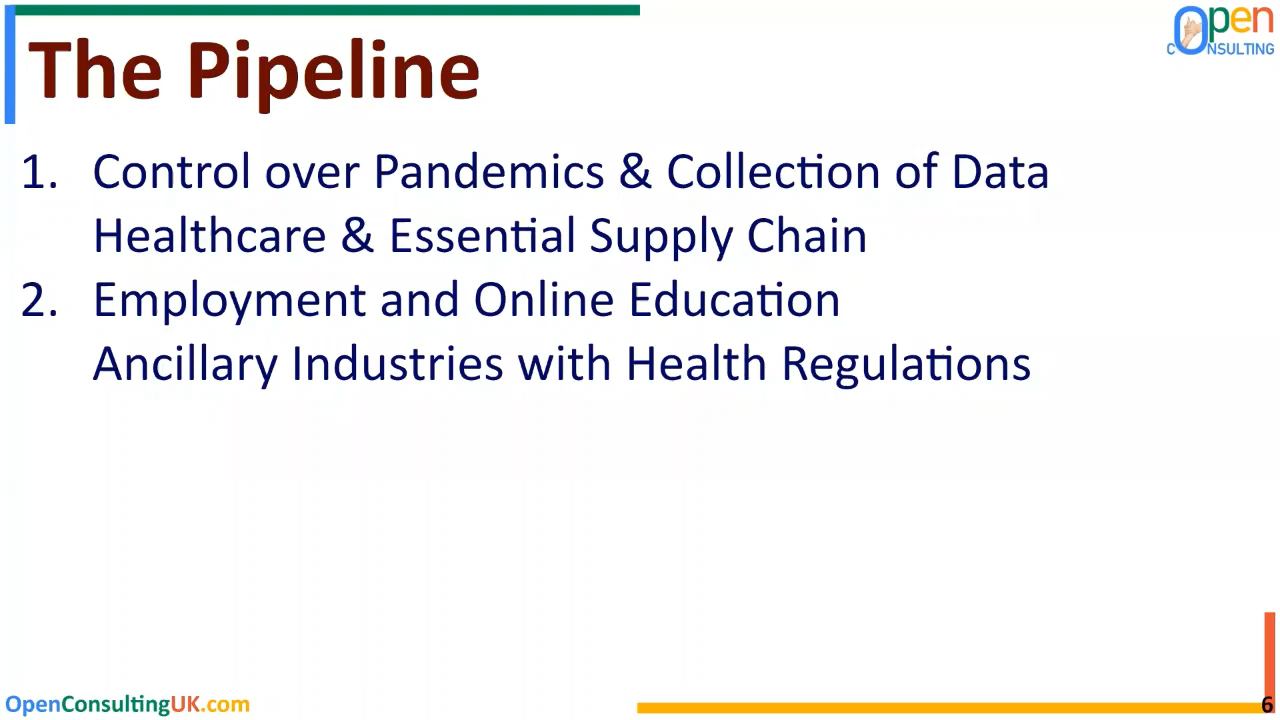 Open
CONSULTING
The Pipeline
1. Control over Pandemics & Collection of Data
Healthcare & Essential Supply Chain
2. Employment and Online Education
Ancillary Industries with Health Regulations
OpenConsultingUK.com
6